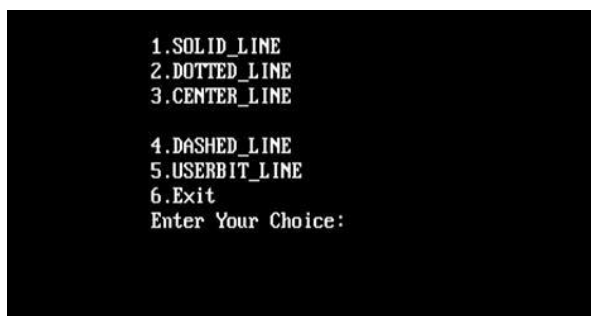 1.SOLID_LINE
2.DOTTED_LINE
3.CENTER_LINE
4.DASHED_LINE
5.USERBIT_LINE
6.Exit
Enter Your Choice: